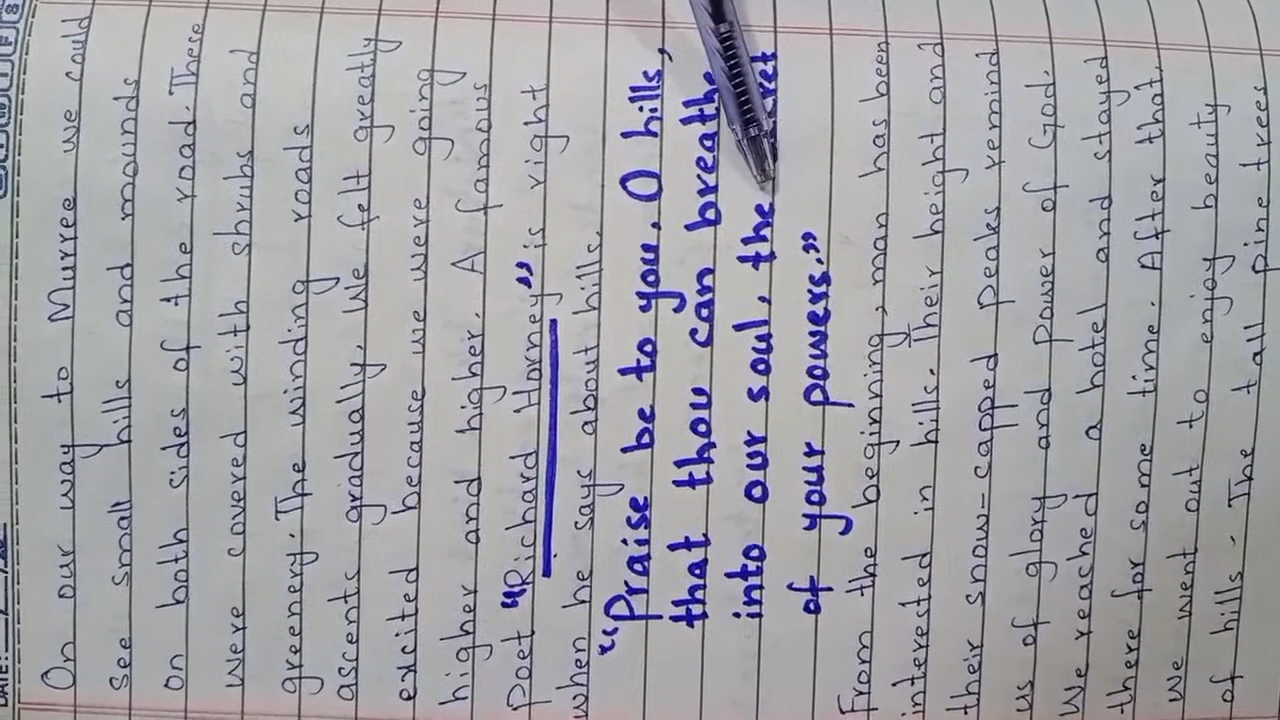 DATE:
On our way to Murree we could
see small hills and mounds
on both sides of the road. These
were covered with shrubs and
greenery. The winding roads
ascents gradually. We felt greatly
excited because we were going
higher and higher. A famous
poet "Richard Horney" is right
when he says about hills.
"Praise be to you, O hills,
that thou can breathe
into our soul, the
of your powers."
From the beginning, man has been
interested in hills. Their height and
their snow-capped peaks remind
us of glory and power of God.
We reached a hotel and stayed
there for some time. After that,
we went out to enjoy beauty
of hills. The tall pine trees